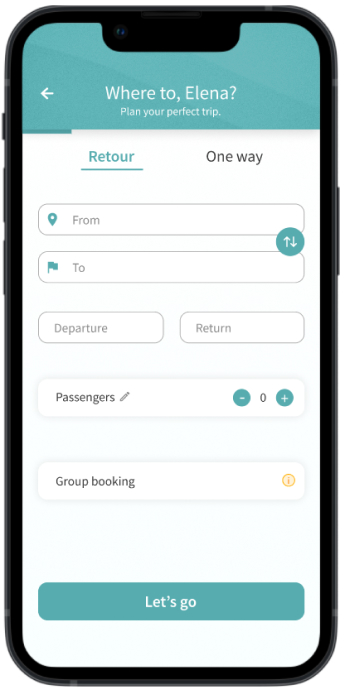 Where to, Elena?
Plan your perfect trip.
Retour One way
From
To
Departure Return
Passengers - 0 +
Group booking i
Let's go